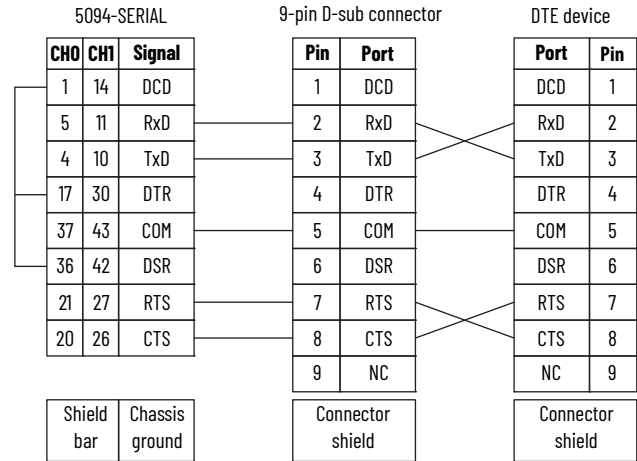 5094-SERIAL 9-pin D-sub connector DTE device
CH0 CH1 Signal Pin Port Port Pin
1 14 DCD 1 DCD DCD 1
5 11 RxD 2 RxD RxD 2
4 10 TxD 3 TxD TxD 3
17 30 DTR 4 DTR DTR 4
37 43 COM 5 COM COM 5
36 42 DSR 6 DSR DSR 6
21 27 RTS 7 RTS RTS 7
20 26 CTS 8 CTS CTS 8
9 NC NC 9
Shield Chassis Connector Connector
bar ground shield shield